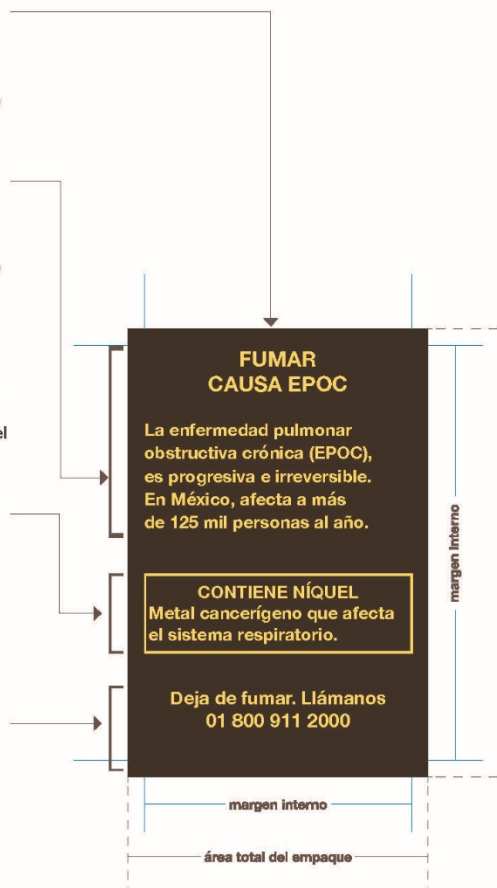 el
FUMAR
CAUSA EPOC
La enfermedad pulmonar
obstructiva crónica (EPOC),
es progresiva e irreversible.
En México, afecta a más
de 125 mil personas al año.
CONTIENE NÍQUEL
Metal cancerígeno que afecta
el sistema respiratorio.
Deja de fumar. Llámanos
01 800 911 2000
margen interno
margen interno
área total del empaque